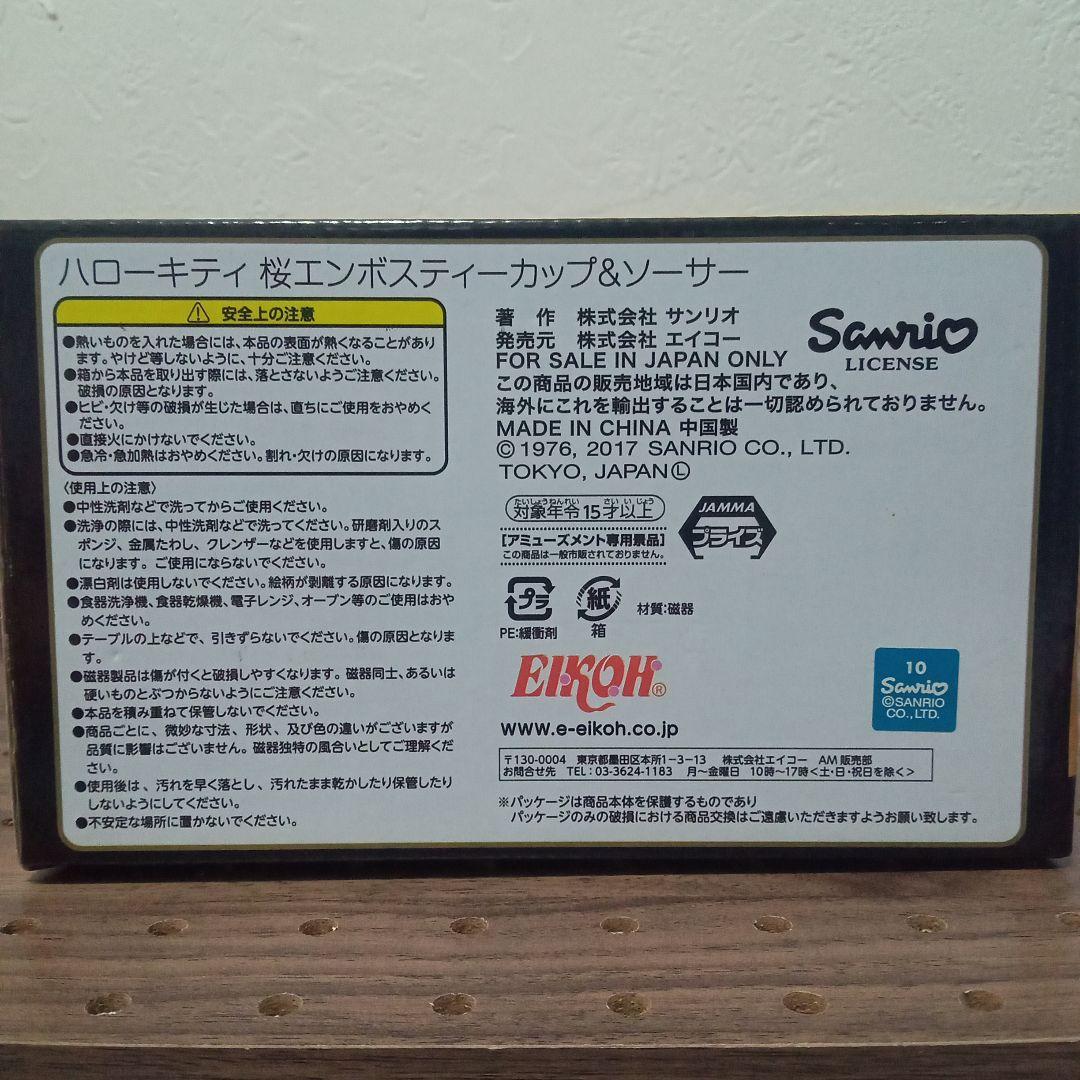 ハローキティ 桜エンボスティーカップ&ソーサー
⚠ 安全上の注意
●熱いものを入れた場合には、本品の表面が熱くなることがあり
ます。やけど等しないように、十分ご注意ください。
●箱から本品を取り出す際には、落とさないようご注意ください。
破損の原因となります。
●ヒビ・欠け等の破損が生じた場合は、直ちにご使用をおやめく
ださい。
●直接火にかけないでください。
●急冷・急加熱はおやめください。割れ・欠けの原因になります。
〈使用上の注意〉
●中性洗剤などで洗ってからご使用ください。
●洗浄の際には、中性洗剤などで洗ってください。研磨剤入りのス
ポンジ、金属たわし、クレンザーなどを使用しますと、傷の原因
になります。ご使用にならないでください。
●漂白剤は使用しないでください。絵柄が剥離する原因になります。
●食器洗浄機、食器乾燥機、電子レンジ、オーブン等のご使用はおや
めください。
●テーブルの上などで、引きずらないでください。傷の原因となりま
す。
●磁器製品は傷が付くと破損しやすくなります。磁器同士、あるいは
硬いものとぶつからないようにご注意ください。
●本品を積み重ねて保管しないでください。
●商品ごとに、微妙な寸法、形状、及び色の違いがございますが
品質に影響はございません。磁器独特の風合いとしてご理解くだ
さい。
●使用後は、汚れを早く落とし、汚れたまま乾かしたり保管したり
しないようにしてください。
●不安定な場所に置かないでください。
著 作 株式会社 サンリオ
発売元 株式会社 エイコー
FOR SALE IN JAPAN ONLY
この商品の販売地域は日本国内であり、
海外にこれを輸出することは一切認められておりません。
MADE IN CHINA 中国製
© 1976, 2017 SANRIO CO., LTD.
TOKYO, JAPAN Ⓛ
Sanrio
LICENSE
たいしょうねんれい さい い じょう
対象年令15才以上
[アミューズメント専用景品]
この商品は一般市販されておりません。
JAMMA
プライズ
プラ
PE:緩衝剤
紙
箱
材質:磁器
EIKOH®
www.e-eikoh.co.jp
10
Sanrio
©SANRIO
CO., LTD.
〒130-0004 東京都墨田区本所1-3-13 株式会社エイコー AM販売部
お問合せ先 TEL:03-3624-1183 月〜金曜日 10時〜17時<土・日・祝日を除く>
※パッケージは商品本体を保護するものであり
パッケージのみの破損における商品交換はご遠慮いただきますようお願い致します。